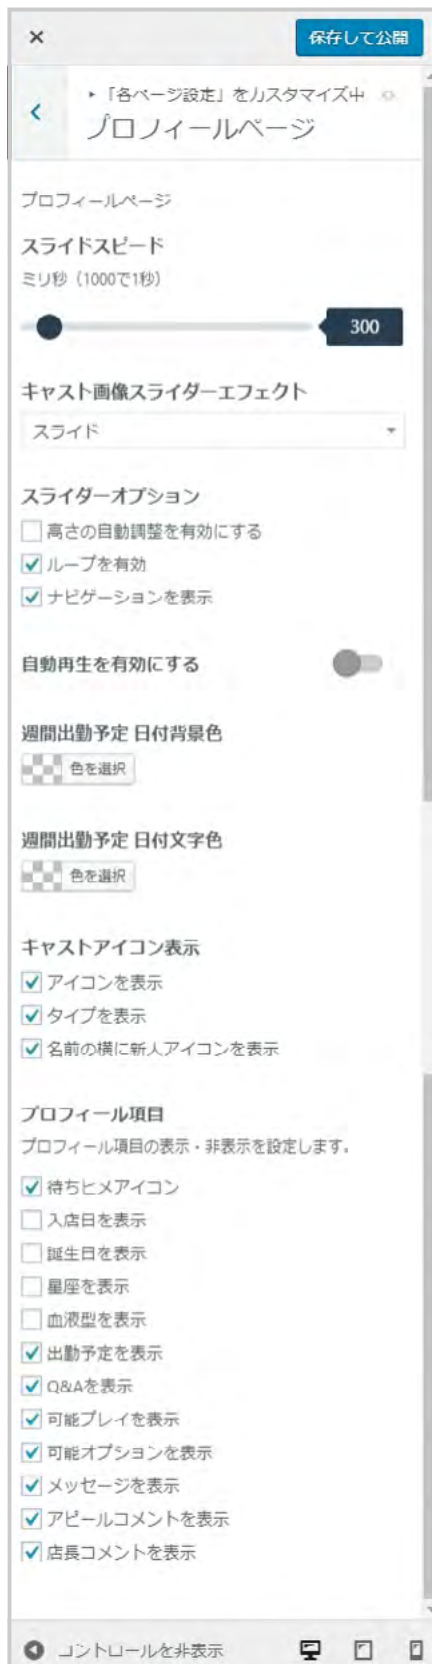 保存して公開
▸「各ページ設定」をカスタマイズ中
プロフィールページ
プロフィールページ
スライドスピード
ミリ秒（1000で1秒）
300
キャスト画像スライダーエフェクト
スライド
スライダーオプション
高さの自動調整を有効にする
ループを有効
ナビゲーションを表示
自動再生を有効にする
週間出勤予定 日付背景色
色を選択
週間出勤予定 日付文字色
色を選択
キャストアイコン表示
アイコンを表示
タイプを表示
名前の横に新人アイコンを表示
プロフィール項目
プロフィール項目の表示・非表示を設定します。
待ちヒメアイコン
入店日を表示
誕生日を表示
星座を表示
血液型を表示
出勤予定を表示
Q&Aを表示
可能プレイを表示
可能オプションを表示
メッセージを表示
アピールコメントを表示
店長コメントを表示
コントロールを非表示